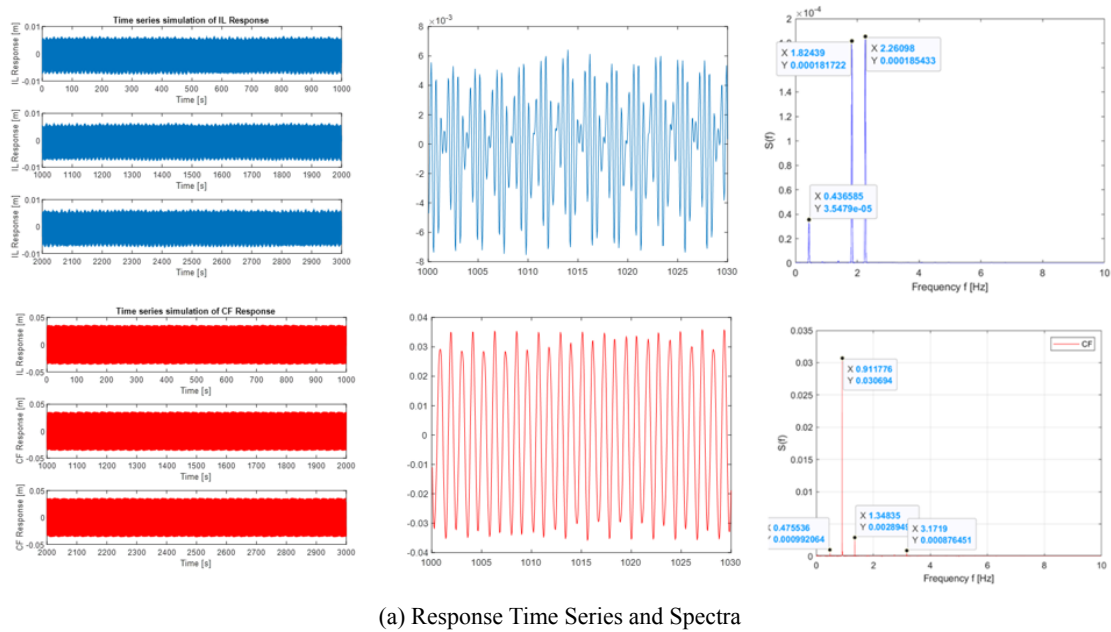 Time series simulation of IL Response
0.01
0
-0.01
IL Response [m]
0 100 200 300 400 500 600 700 800 900 1000
Time [s]
0.01
0
-0.01
IL Response [m]
1000 1100 1200 1300 1400 1500 1600 1700 1800 1900 2000
Time [s]
0.01
0
-0.01
IL Response [m]
2000 2100 2200 2300 2400 2500 2600 2700 2800 2900 3000
Time [s]
×10⁻³
8
6
4
2
0
-2
-4
-6
-8
1000 1005 1010 1015 1020 1025 1030
×10⁻⁴
2
1.4
1.2
1
0.8
0.6
0.4
0.2
0
S(f)
X 1.82439
Y 0.000181722
X 2.26098
Y 0.000185433
X 0.436585
Y 3.5479e-05
0 2 4 6 8 10
Frequency f [Hz]
Time series simulation of CF Response
0.05
0
-0.05
IL Response [m]
0 100 200 300 400 500 600 700 800 900 1000
Time [s]
0.05
0
-0.05
CF Response [m]
1000 1100 1200 1300 1400 1500 1600 1700 1800 1900 2000
Time [s]
0.05
0
-0.05
CF Response [m]
2000 2100 2200 2300 2400 2500 2600 2700 2800 2900 3000
Time [s]
0.04
0.03
0.02
0.01
0
-0.01
-0.02
-0.03
-0.04
1000 1005 1010 1015 1020 1025 1030
0.035
0.03
0.025
0.02
0.015
0.01
0.005
0
S(f)
CF
X 0.911776
Y 0.030694
X 1.34835
Y 0.0028949
X 3.1719
Y 0.000876451
0.475536
0.000992064
0 2 4 6 8 10
Frequency f [Hz]
(a) Response Time Series and Spectra